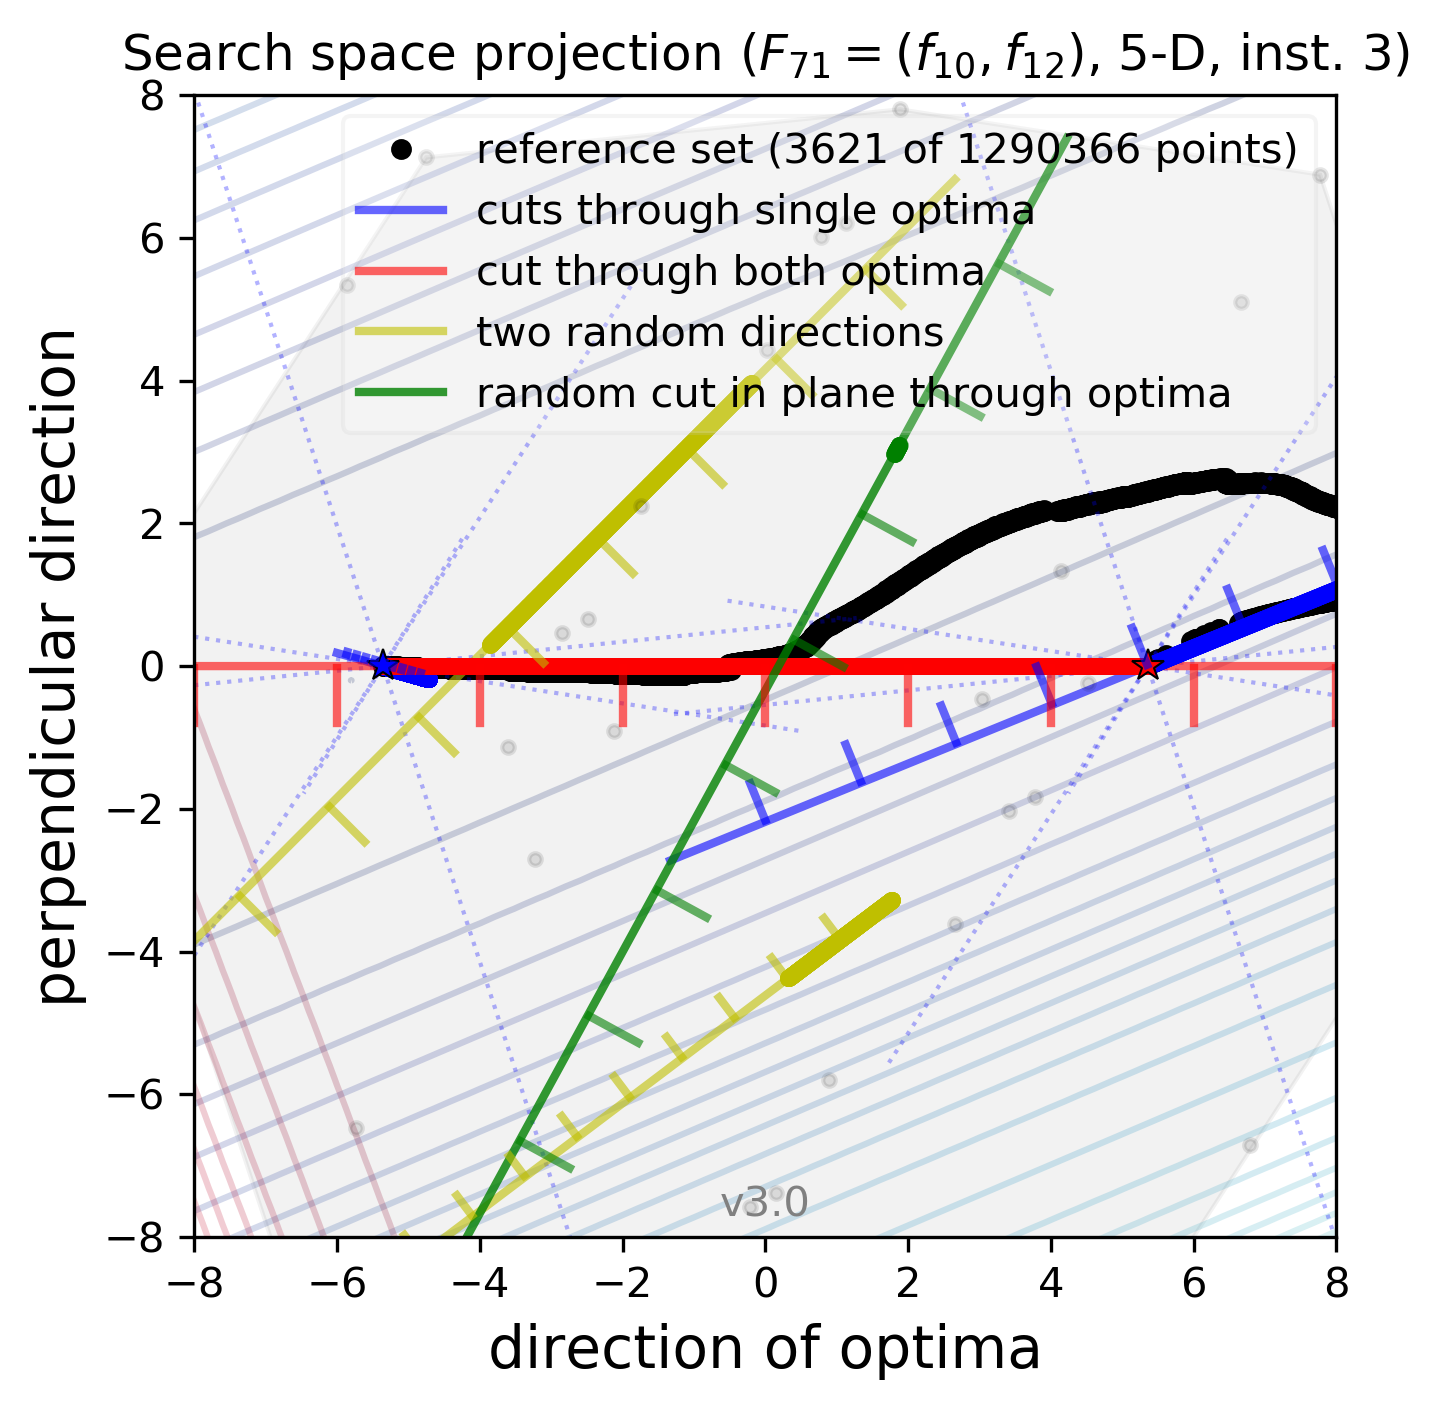 Search space projection (F71 = (f10, f12), 5-D, inst. 3)
8
6
4
2
0
−2
−4
−6
−8
perpendicular direction
reference set (3621 of 1290366 points)
cuts through single optima
cut through both optima
two random directions
random cut in plane through optima
v3.0
−8 −6 −4 −2 0 2 4 6 8
direction of optima